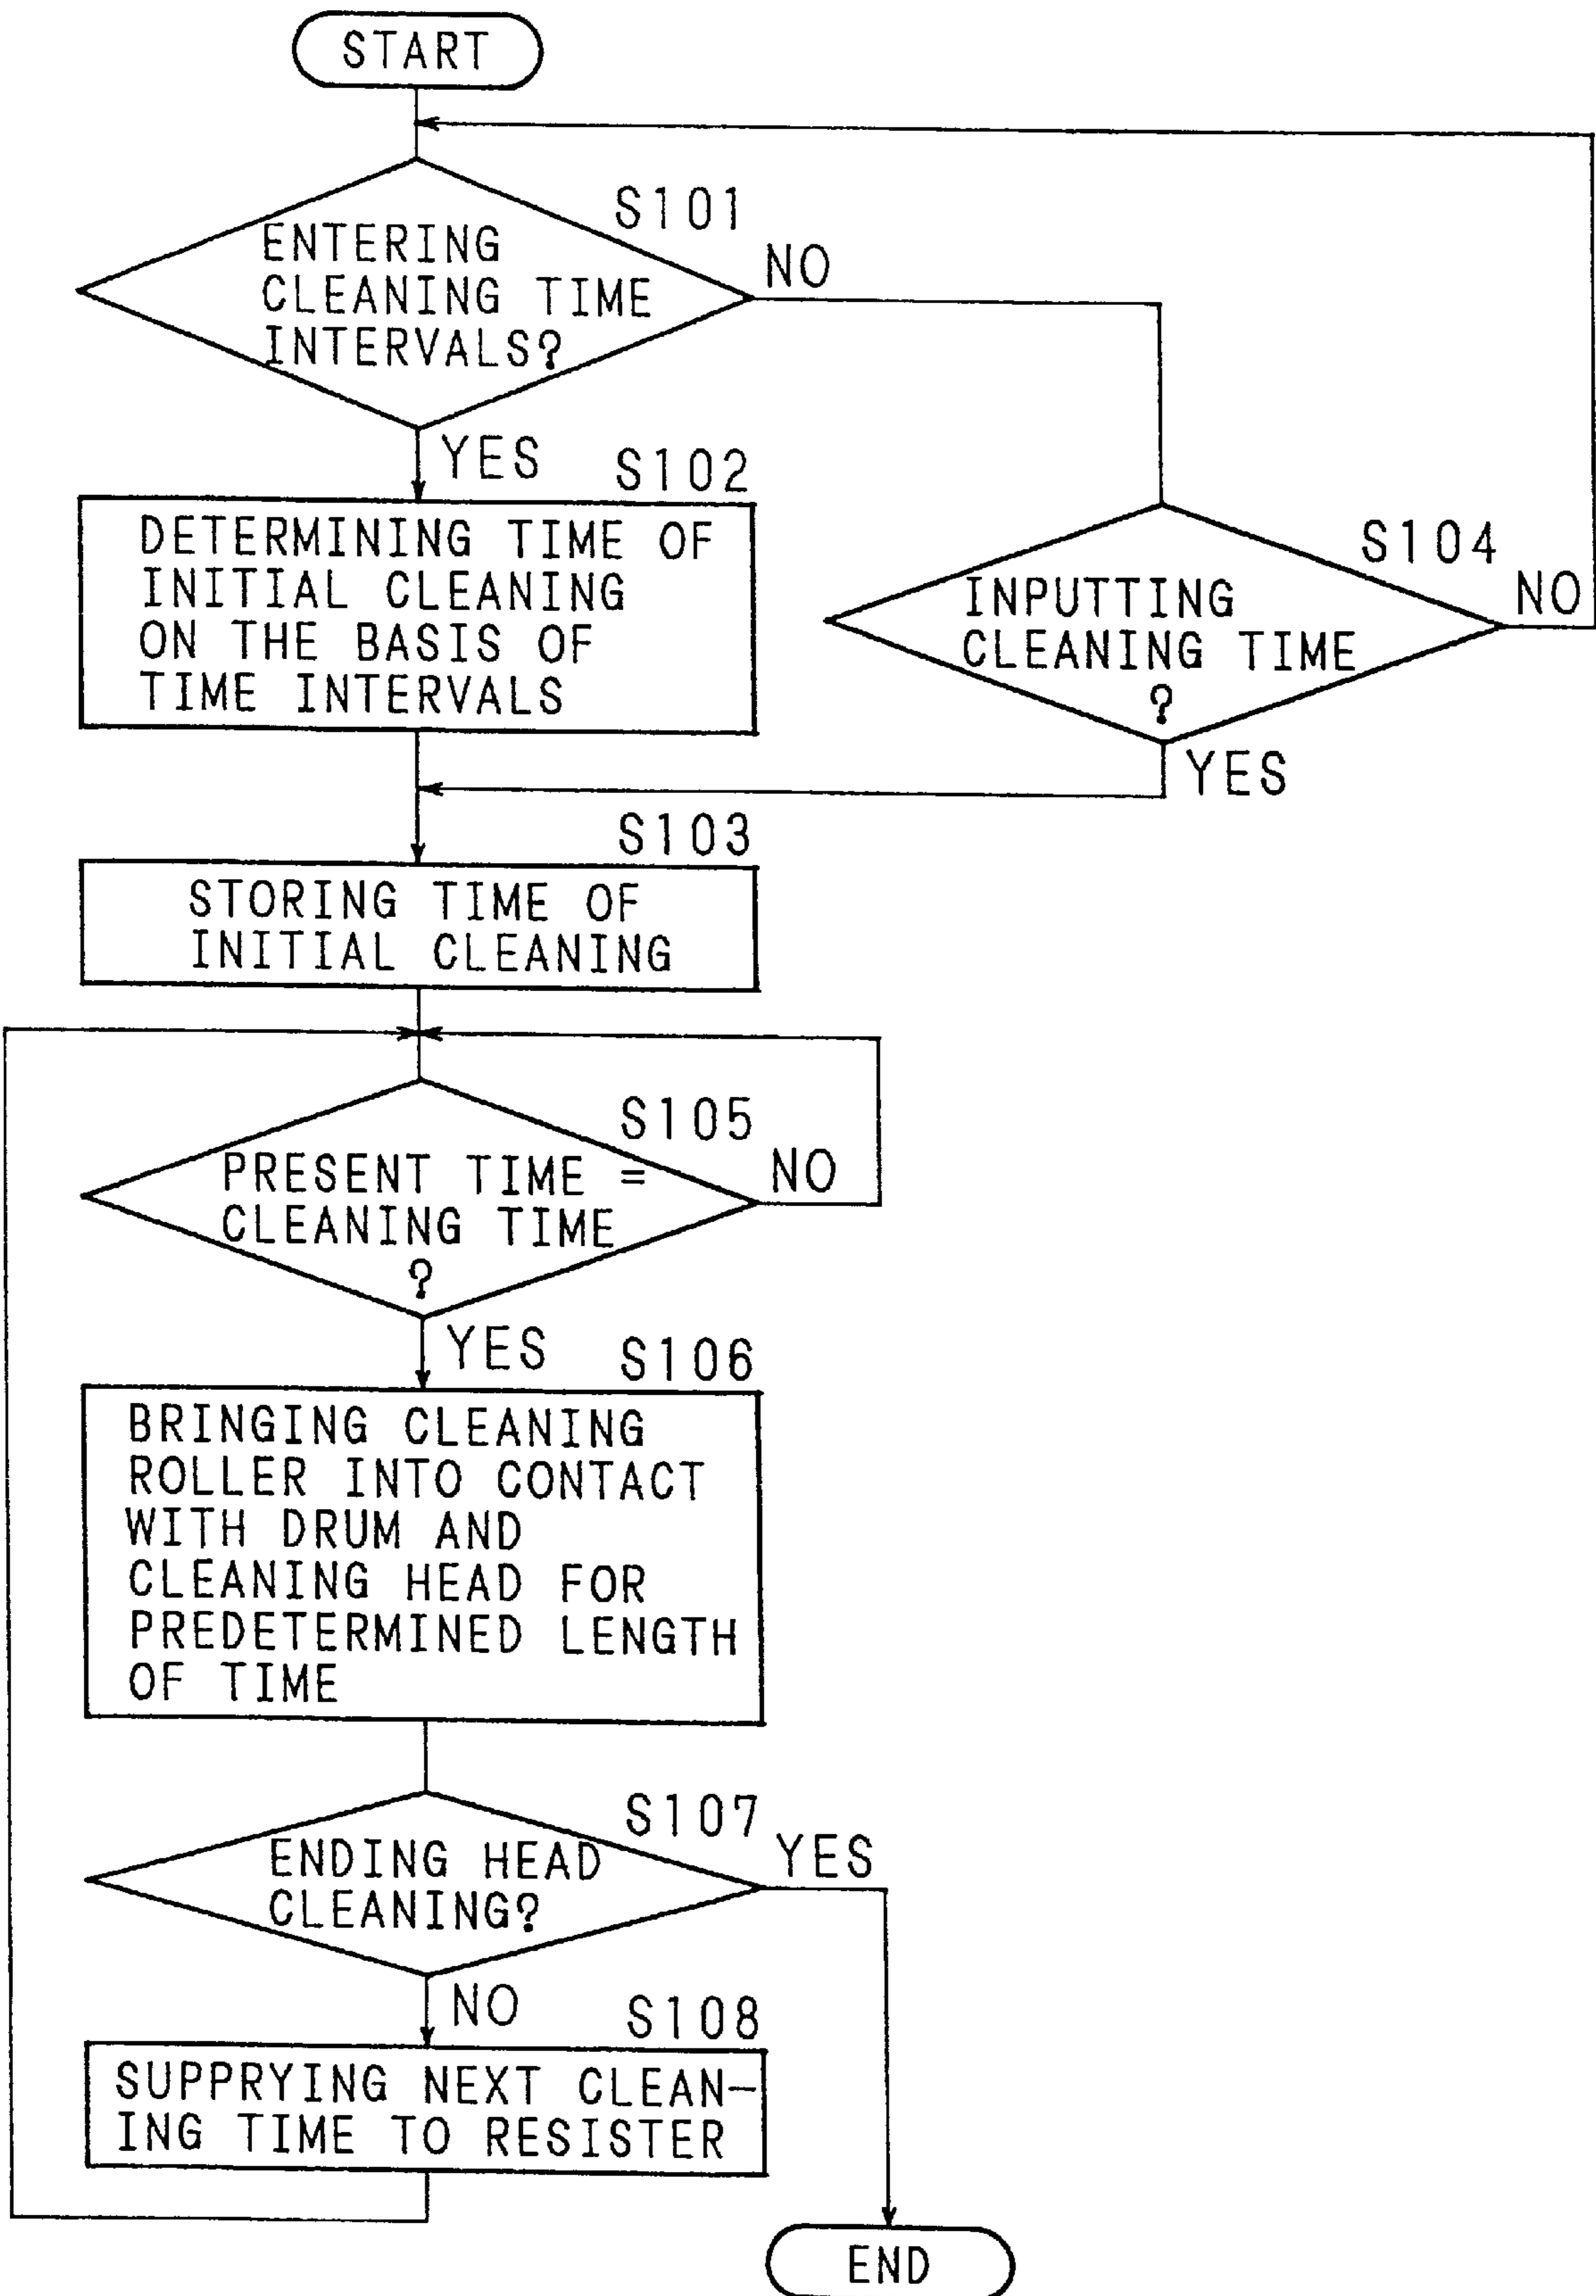 START
S101
ENTERING
CLEANING TIME
INTERVALS?
NO
YES
S102
DETERMINING TIME OF
INITIAL CLEANING
ON THE BASIS OF
TIME INTERVALS
S104
INPUTTING
CLEANING TIME
?
NO
YES
S103
STORING TIME OF
INITIAL CLEANING
S105
PRESENT TIME =
CLEANING TIME
?
NO
YES
S106
BRINGING CLEANING
ROLLER INTO CONTACT
WITH DRUM AND
CLEANING HEAD FOR
PREDETERMINED LENGTH
OF TIME
S107
ENDING HEAD
CLEANING?
YES
NO
S108
SUPPRYING NEXT CLEAN-
ING TIME TO RESISTER
END